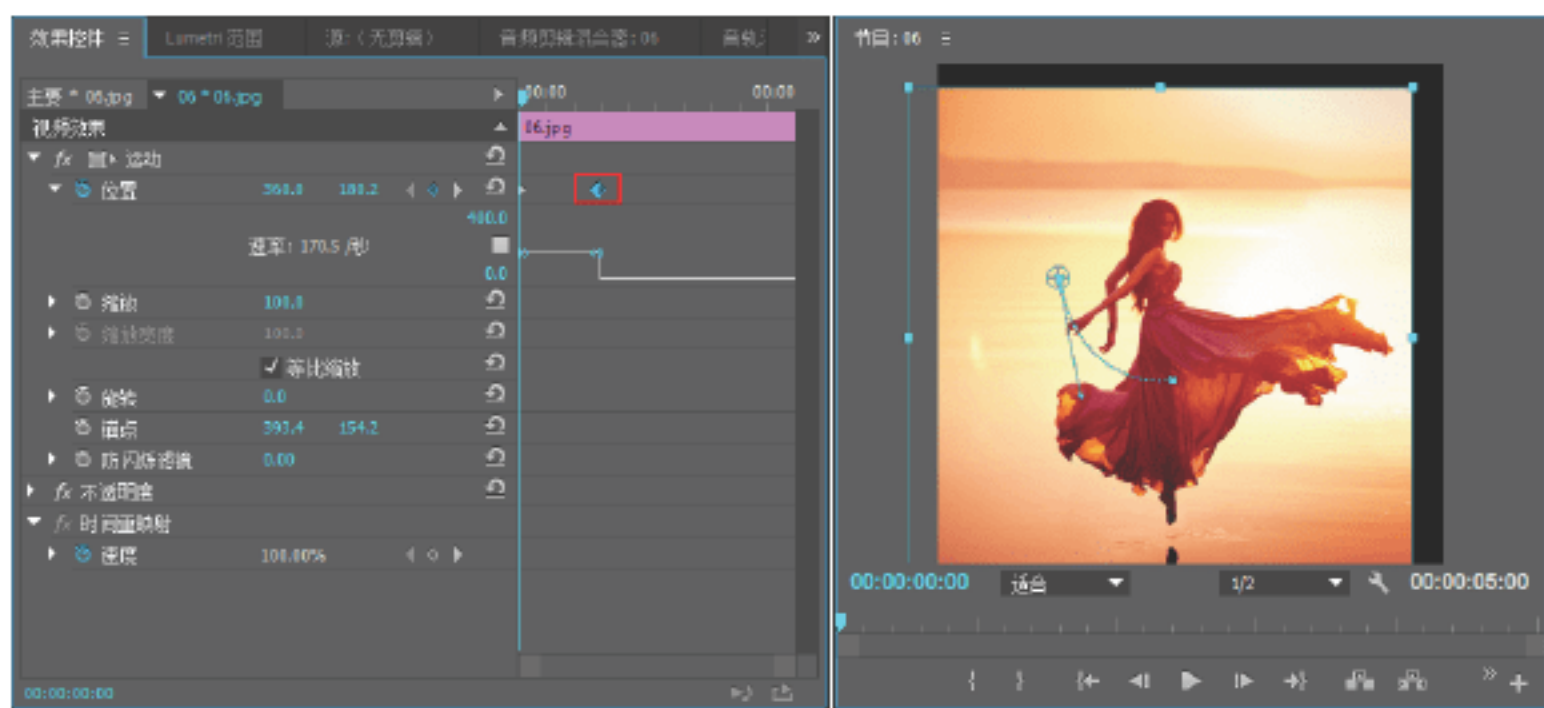 效果控件 Lumetri 范围 源:（无剪辑） 音频剪辑混合器:06 音轨
主要 * 06.jpg 06 * 06.jpg 00:00 00:00
视频效果 06.jpg
fx 运动
位置 360.0 180.2
400.0
速率: 170.5 /秒
0.0
缩放 100.0
缩放宽度 100.0
等比缩放
旋转 0.0
锚点 393.4 154.2
防闪烁滤镜 0.00
fx 不透明度
fx 时间重映射
速度 100.00%
00:00:00:00
节目:06
00:00:00:00 适合 1/2 00:00:05:00